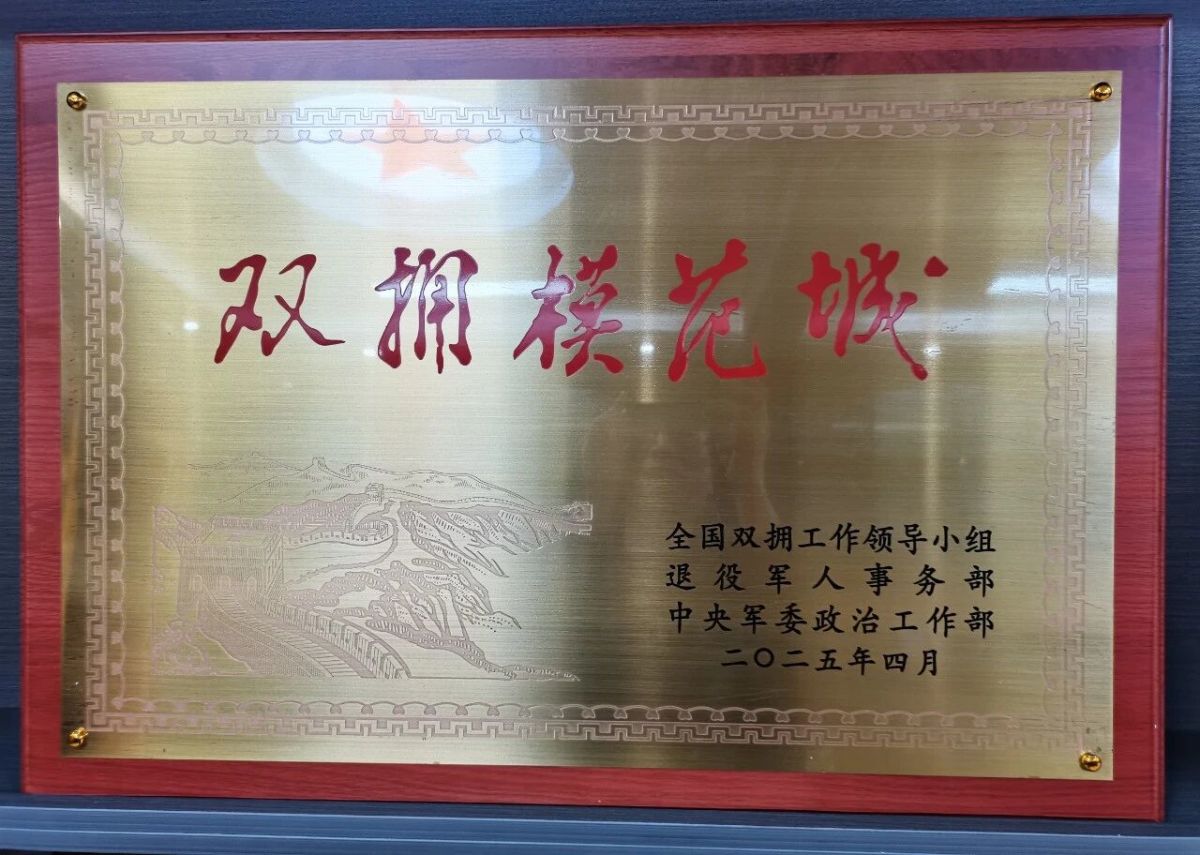 双拥模范城
全国双拥工作领导小组
退役军人事务部
中央军委政治工作部
二〇二五年四月